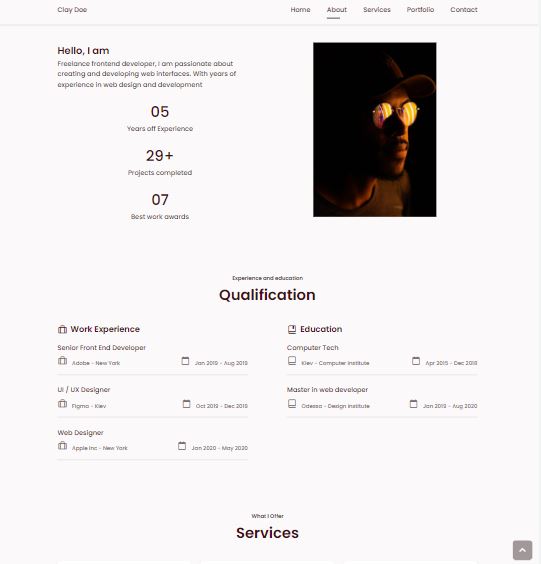 Clay Doe
Home About Services Portfolio Contact
Hello, I am
Freelance frontend developer, I am passionate about
creating and developing web interfaces. With years of
experience in web design and development
05
Years off Experience
29+
Projects completed
07
Best work awards
Experience and education
Qualification
Work Experience
Senior Front End Developer
Adobe - New York Jan 2019 - Aug 2019
UI / UX Designer
Figma - Kiev Oct 2019 - Dec 2019
Web Designer
Apple Inc - New York Jan 2020 - May 2020
Education
Computer Tech
Kiev - Computer Institute Apr 2015 - Dec 2018
Master in web developer
Odessa - Design Institute Jan 2019 - Aug 2020
What I Offer
Services